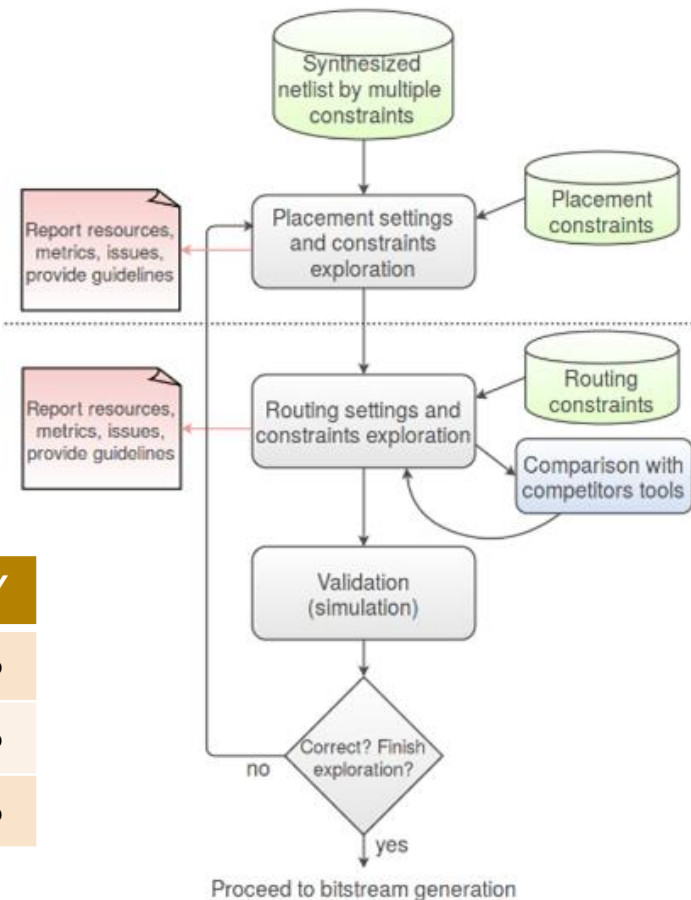 Synthesized
netlist by multiple
constraints
Placement
constraints
Placement settings
and constraints
exploration
Report resources,
metrics, issues,
provide guidelines
Routing
constraints
Routing settings and
constraints exploration
Report resources,
metrics, issues,
provide guidelines
Comparison with
competitors tools
Validation
(simulation)
Correct? Finish
exploration?
no
yes
Proceed to bitstream generation